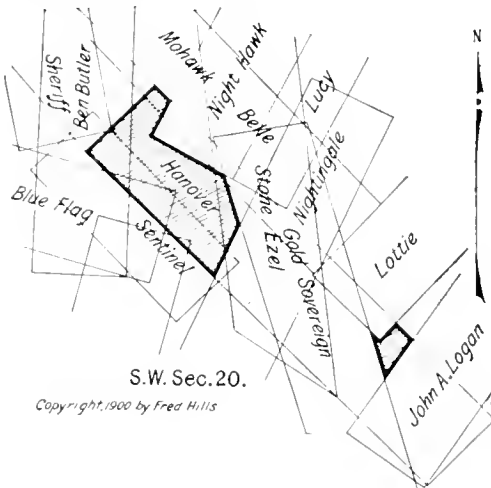 N
Mohawk
Night Hawk
Sheriff
Ben Butler
Belle
Lucy
Hanover
Nightingale
Blue Flag
Stone Ezel
Gold Sovereign
Sentinel
Lottie
John A. Logan
S.W. Sec. 20.
Copyright, 1900 by Fred Hills